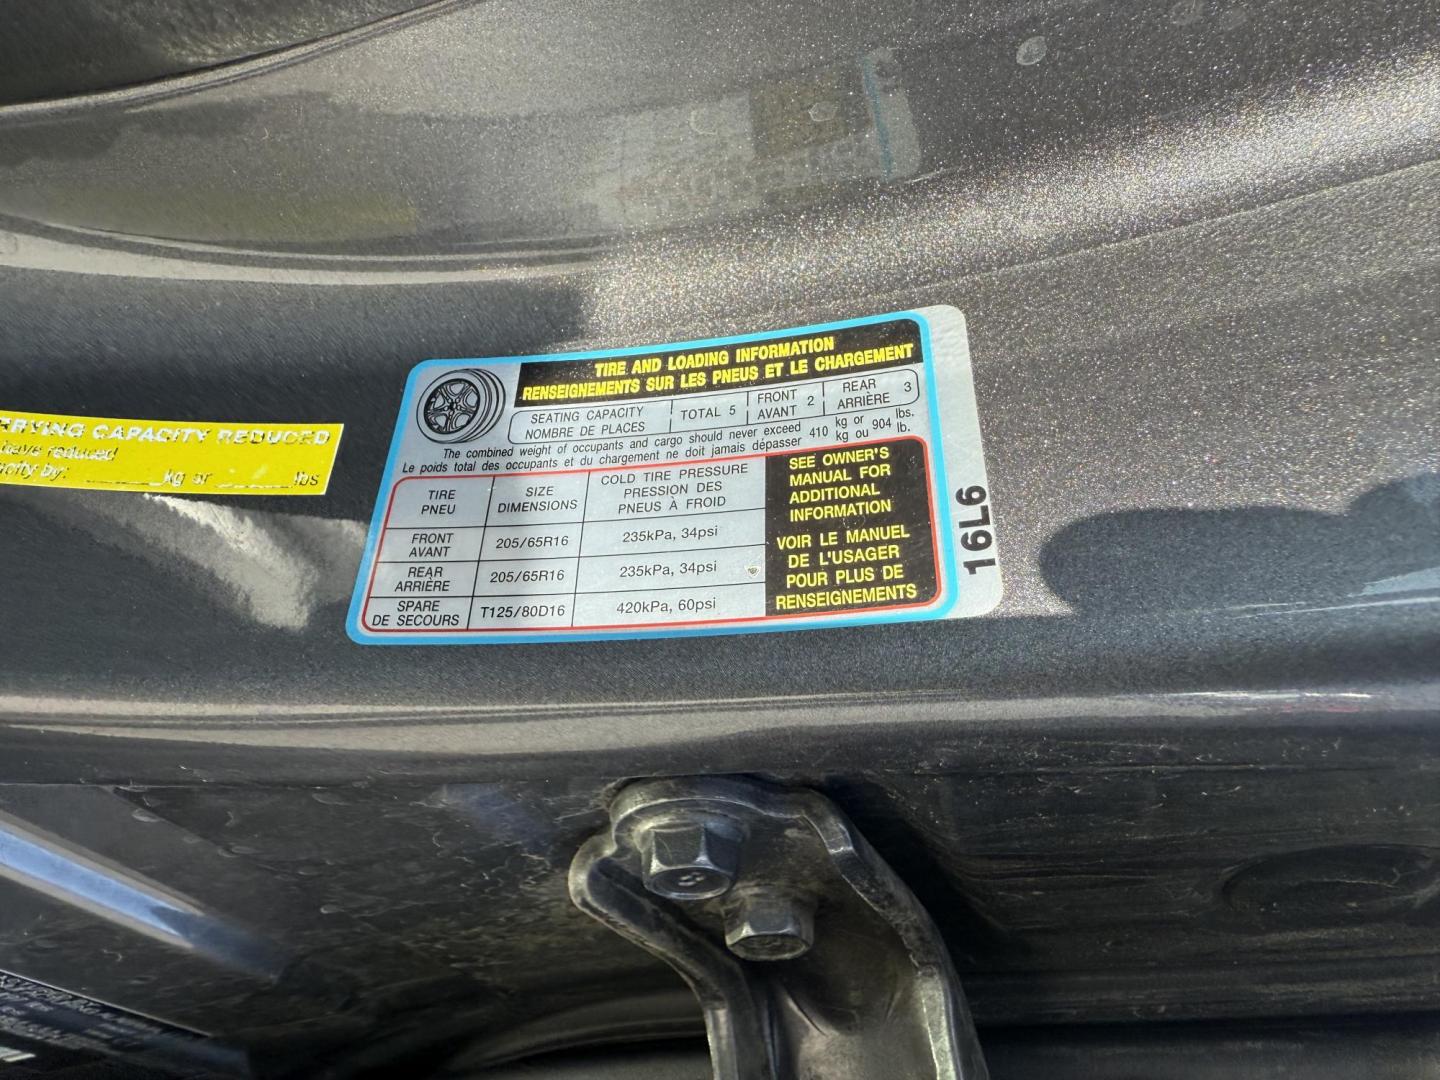 TIRE AND LOADING INFORMATION
RENSEIGNEMENTS SUR LES PNEUS ET LE CHARGEMENT
SEATING CAPACITY
NOMBRE DE PLACES
TOTAL 5
FRONT
AVANT 2
REAR
ARRIÈRE 3
The combined weight of occupants and cargo should never exceed 410 kg or 904 lbs.
Le poids total des occupants et du chargement ne doit jamais dépasser kg ou lb.
TIRE
PNEU
SIZE
DIMENSIONS
COLD TIRE PRESSURE
PRESSION DES
PNEUS À FROID
FRONT
AVANT
205/65R16
235kPa, 34psi
REAR
ARRIÈRE
205/65R16
235kPa, 34psi
SPARE
DE SECOURS
T125/80D16
420kPa, 60psi
SEE OWNER'S
MANUAL FOR
ADDITIONAL
INFORMATION
VOIR LE MANUEL
DE L'USAGER
POUR PLUS DE
RENSEIGNEMENTS
16L6
CAPACITY REDUCED
reduced
by: kg or lbs